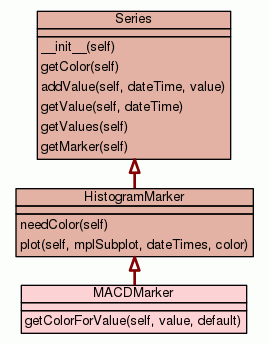 Series
__init__(self)
getColor(self)
addValue(self, dateTime, value)
getValue(self, dateTime)
getValues(self)
getMarker(self)
HistogramMarker
needColor(self)
plot(self, mplSubplot, dateTimes, color)
MACDMarker
getColorForValue(self, value, default)